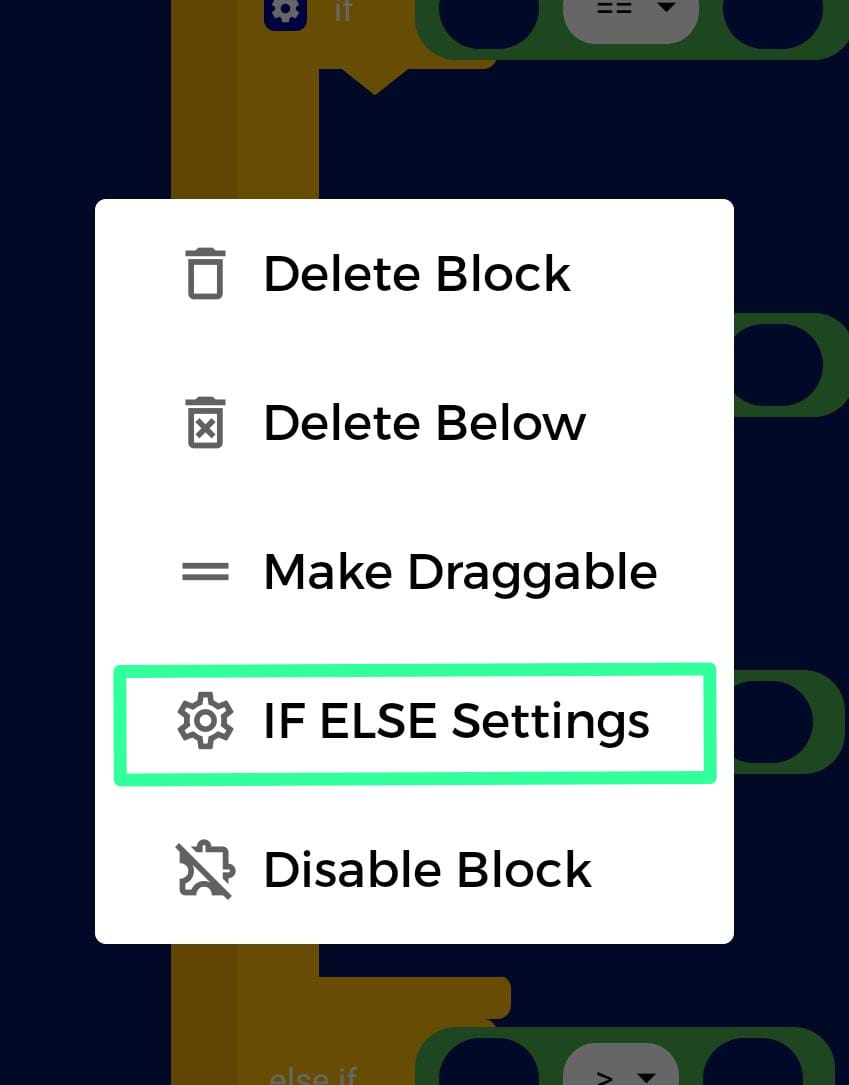 if ==
Delete Block
Delete Below
Make Draggable
IF ELSE Settings
Disable Block
else if >